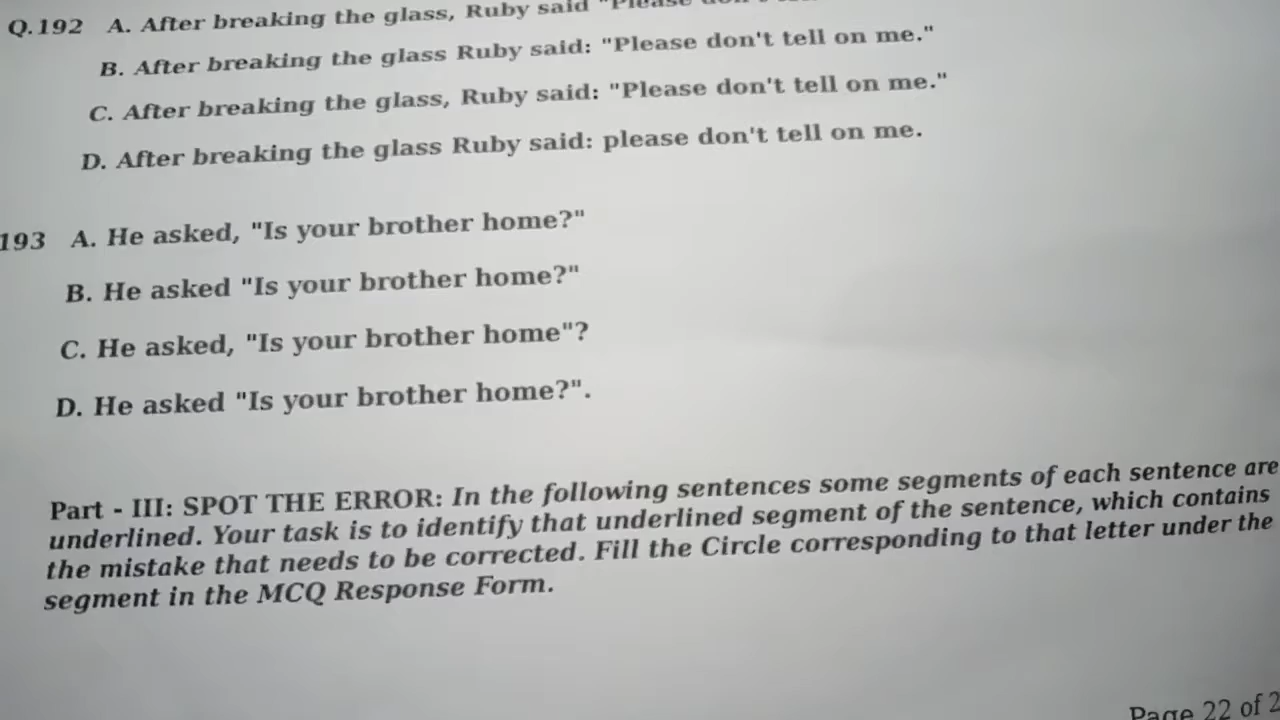 Q.192 A. After breaking the glass, Ruby said "Please don't
B. After breaking the glass Ruby said: "Please don't tell on me."
C. After breaking the glass, Ruby said: "Please don't tell on me."
D. After breaking the glass Ruby said: please don't tell on me.
193 A. He asked, "Is your brother home?"
B. He asked "Is your brother home?"
C. He asked, "Is your brother home"?
D. He asked "Is your brother home?".
Part - III: SPOT THE ERROR: In the following sentences some segments of each sentence are
underlined. Your task is to identify that underlined segment of the sentence, which contains
the mistake that needs to be corrected. Fill the Circle corresponding to that letter under the
segment in the MCQ Response Form.
Page 22 of 2